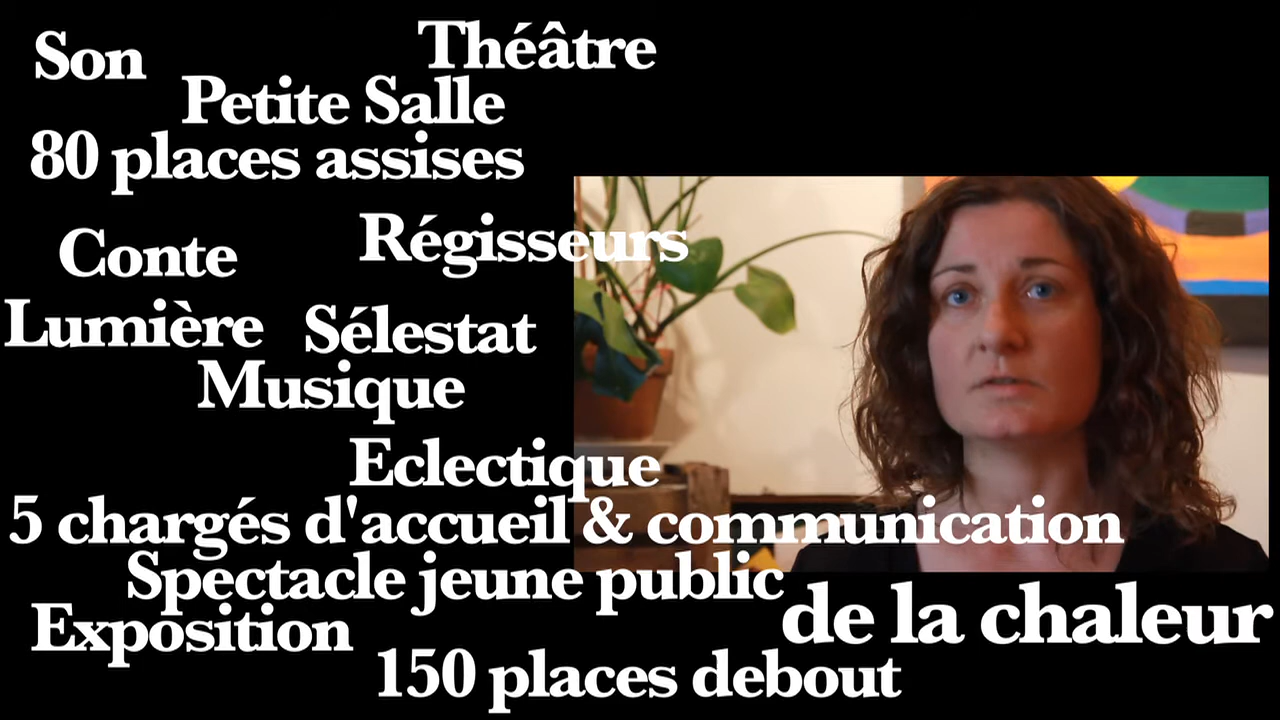 Son
Théâtre
Petite Salle
80 places assises
Conte
Régisseurs
Lumière
Sélestat
Musique
Eclectique
5 chargés d'accueil & communication
Spectacle jeune public
de la chaleur
Exposition
150 places debout